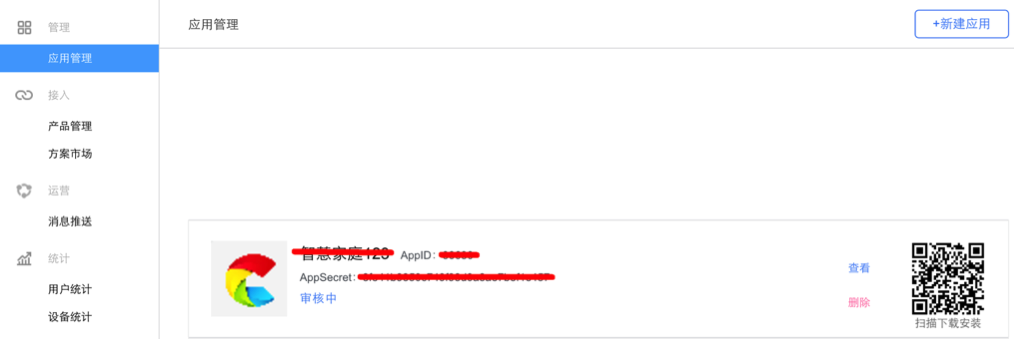 管理
应用管理
接入
产品管理
方案市场
运营
消息推送
统计
用户统计
设备统计
应用管理
+新建应用
智慧家庭123 AppID:
AppSecret:
审核中
查看
删除
扫描下载安装